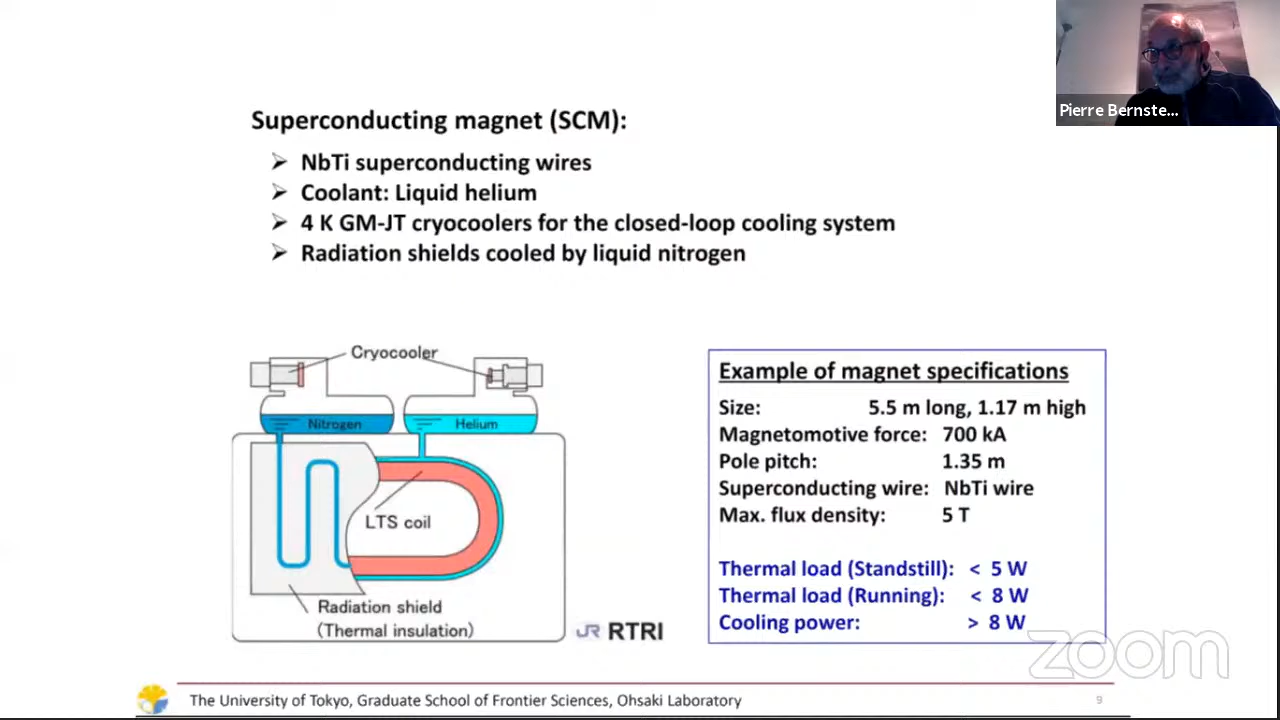 Pierre Bernste...
Superconducting magnet (SCM):
➢ NbTi superconducting wires
➢ Coolant: Liquid helium
➢ 4 K GM-JT cryocoolers for the closed-loop cooling system
➢ Radiation shields cooled by liquid nitrogen
Cryocooler
Nitrogen
Helium
LTS coil
Radiation shield
(Thermal insulation)
JR RTRI
Example of magnet specifications
Size: 5.5 m long, 1.17 m high
Magnetomotive force: 700 kA
Pole pitch: 1.35 m
Superconducting wire: NbTi wire
Max. flux density: 5 T
Thermal load (Standstill): < 5 W
Thermal load (Running): < 8 W
Cooling power: > 8 W
zoom
The University of Tokyo, Graduate School of Frontier Sciences, Ohsaki Laboratory
9